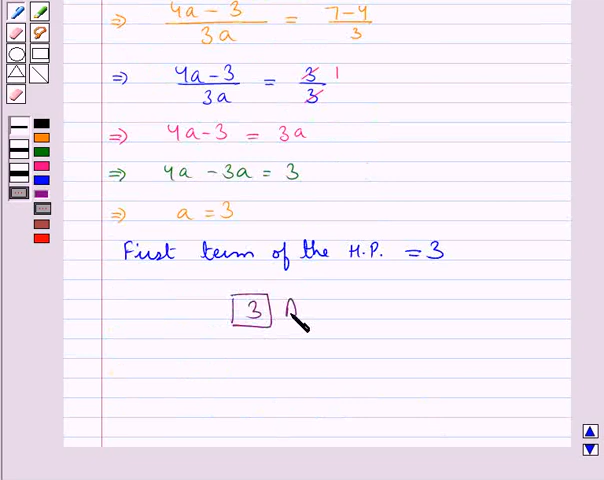 ⇒ 4a-3/3a = 7-4/3
⇒ 4a-3/3a = 3/3 1
⇒ 4a-3 = 3a
⇒ 4a-3a = 3
⇒ a = 3
First term of the H.P. = 3
3 A